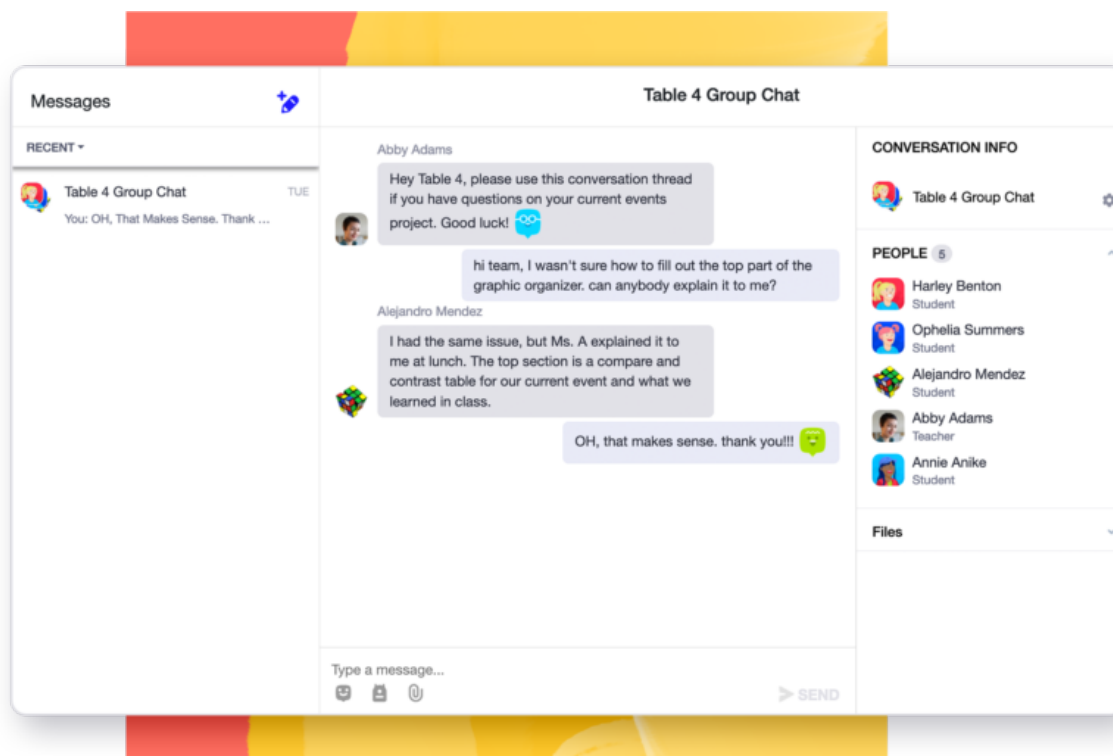 Messages
RECENT
Table 4 Group Chat TUE
You: OH, That Makes Sense. Thank ...
Table 4 Group Chat
Abby Adams
Hey Table 4, please use this conversation thread
if you have questions on your current events
project. Good luck!
hi team, I wasn't sure how to fill out the top part of the
graphic organizer. can anybody explain it to me?
Alejandro Mendez
I had the same issue, but Ms. A explained it to
me at lunch. The top section is a compare and
contrast table for our current event and what we
learned in class.
OH, that makes sense. thank you!!!
Type a message...
SEND
CONVERSATION INFO
Table 4 Group Chat
PEOPLE 5
Harley Benton
Student
Ophelia Summers
Student
Alejandro Mendez
Student
Abby Adams
Teacher
Annie Anike
Student
Files